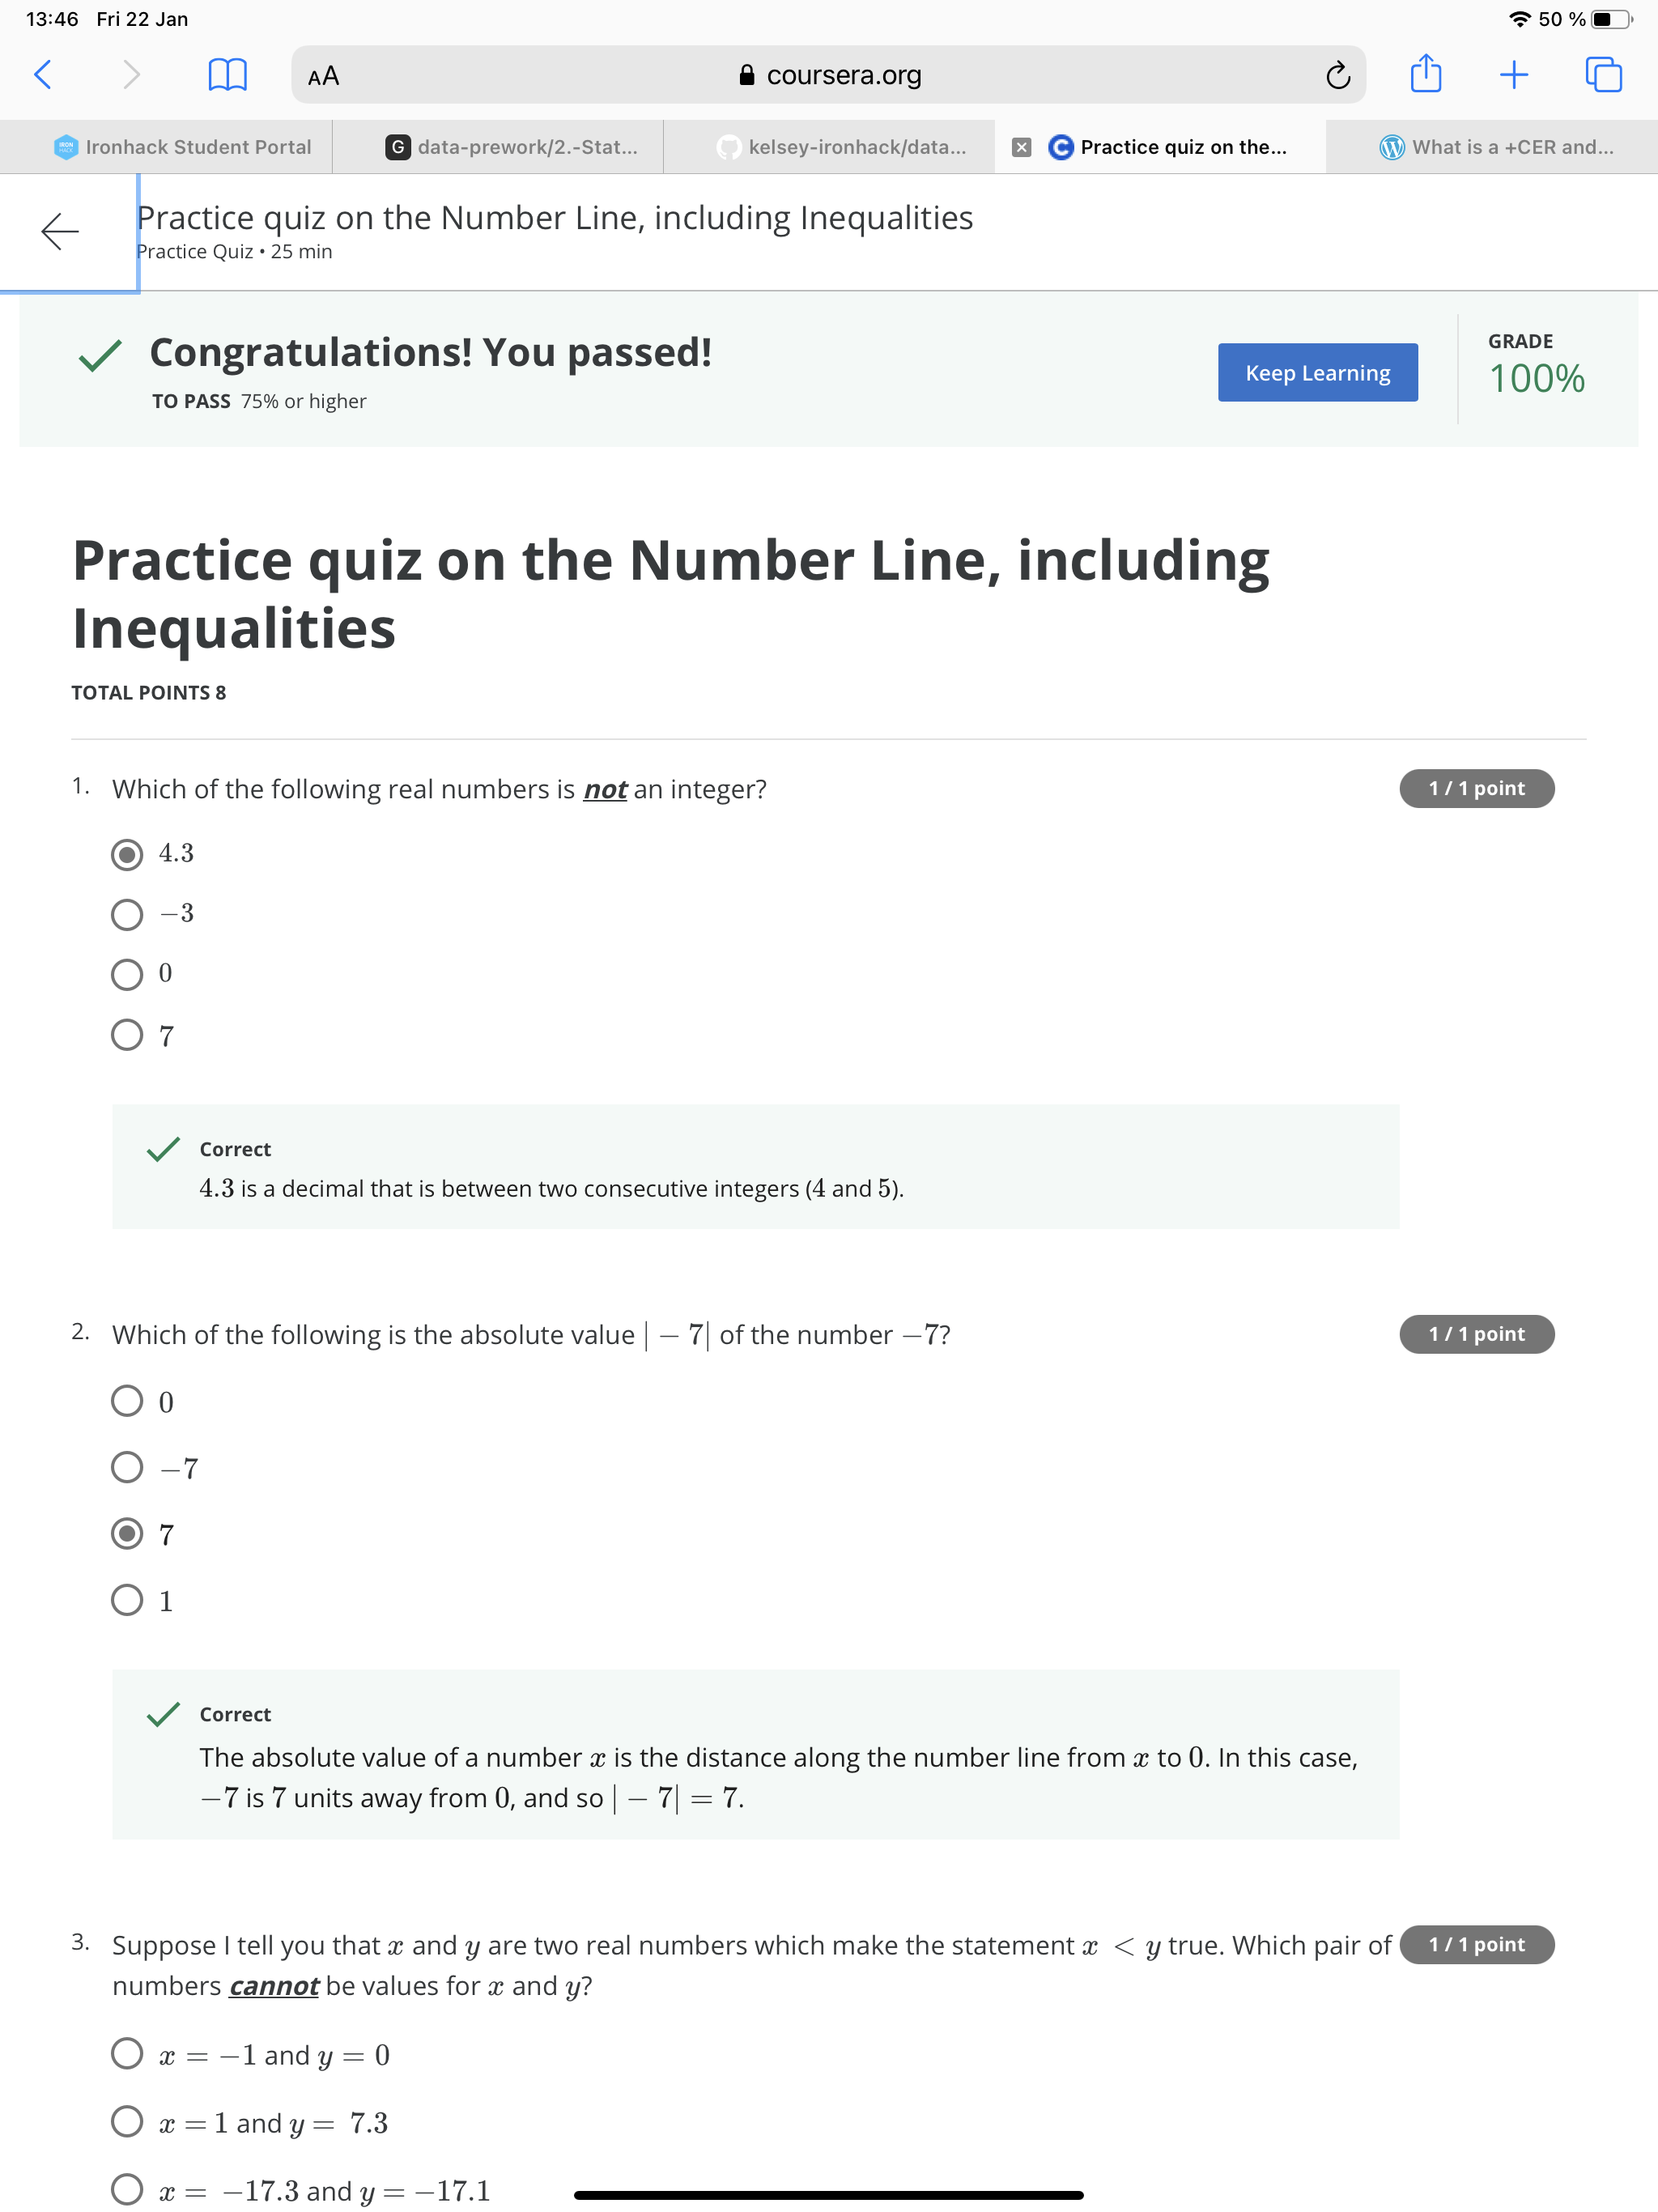 13:46 Fri 22 Jan 50 %
AA coursera.org
Ironhack Student Portal
G data-prework/2.-Stat...
kelsey-ironhack/data...
Practice quiz on the...
What is a +CER and...
Practice quiz on the Number Line, including Inequalities
Practice Quiz • 25 min
Congratulations! You passed!
TO PASS 75% or higher
Keep Learning
GRADE
100%
Practice quiz on the Number Line, including
Inequalities
TOTAL POINTS 8
1. Which of the following real numbers is not an integer? 1 / 1 point
4.3
−3
0
7
Correct
4.3 is a decimal that is between two consecutive integers (4 and 5).
2. Which of the following is the absolute value | − 7| of the number −7? 1 / 1 point
0
−7
7
1
Correct
The absolute value of a number x is the distance along the number line from x to 0. In this case,
−7 is 7 units away from 0, and so | − 7| = 7.
3. Suppose I tell you that x and y are two real numbers which make the statement x < y true. Which pair of 1 / 1 point
numbers cannot be values for x and y?
x = −1 and y = 0
x = 1 and y = 7.3
x = −17.3 and y = −17.1